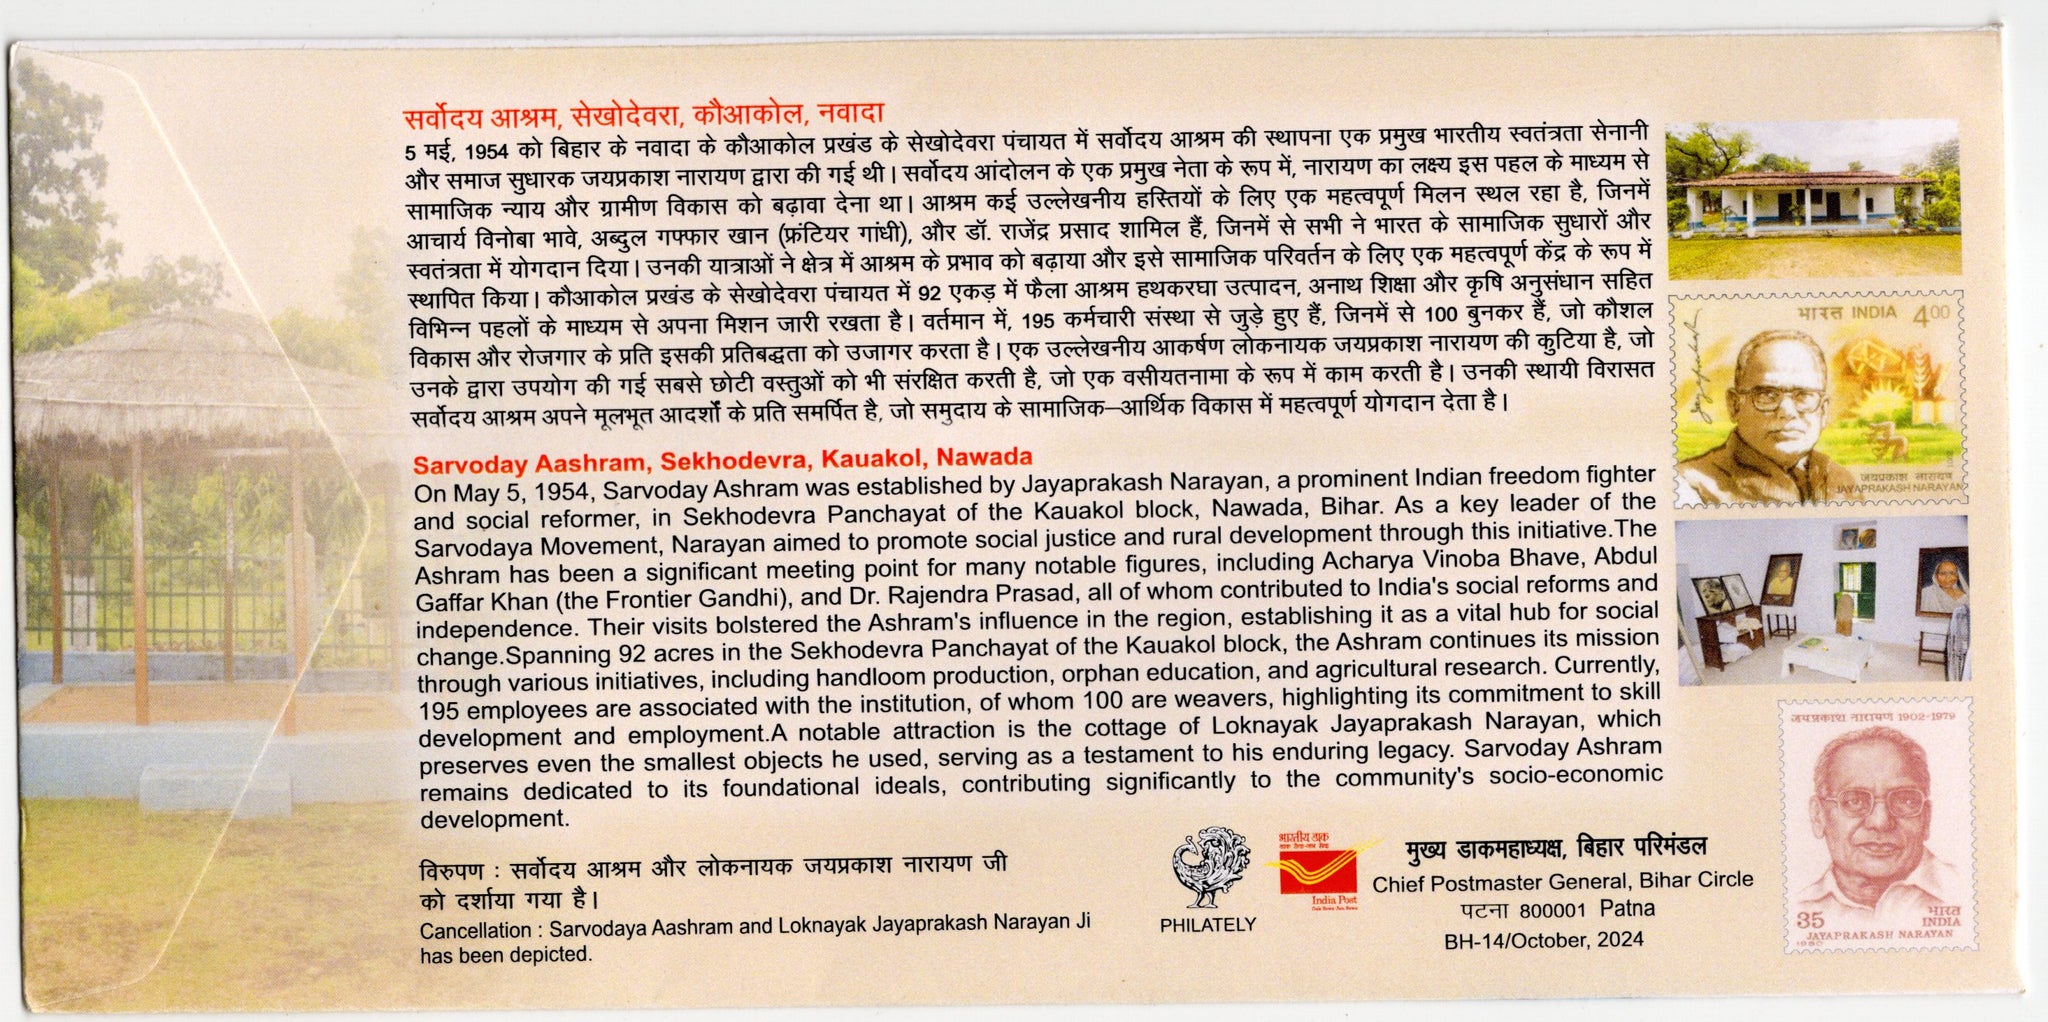 सर्वोदय आश्रम, सेखोदेवरा, कौआकोल, नवादा
5 मई, 1954 को बिहार के नवादा के कौआकोल प्रखंड के सेखोदेवरा पंचायत में सर्वोदय आश्रम की स्थापना एक प्रमुख भारतीय स्वतंत्रता सेनानी
और समाज सुधारक जयप्रकाश नारायण द्वारा की गई थी। सर्वोदय आंदोलन के एक प्रमुख नेता के रूप में, नारायण का लक्ष्य इस पहल के माध्यम से
सामाजिक न्याय और ग्रामीण विकास को बढ़ावा देना था। आश्रम कई उल्लेखनीय हस्तियों के लिए एक महत्वपूर्ण मिलन स्थल रहा है, जिनमें
आचार्य विनोबा भावे, अब्दुल गफ्फार खान (फ्रंटियर गांधी), और डॉ. राजेंद्र प्रसाद शामिल हैं, जिनमें से सभी ने भारत के सामाजिक सुधारों और
स्वतंत्रता में योगदान दिया। उनकी यात्राओं ने क्षेत्र में आश्रम के प्रभाव को बढ़ाया और इसे सामाजिक परिवर्तन के लिए एक महत्वपूर्ण केंद्र के रूप में
स्थापित किया। कौआकोल प्रखंड के सेखोदेवरा पंचायत में 92 एकड़ में फैला आश्रम हथकरघा उत्पादन, अनाथ शिक्षा और कृषि अनुसंधान सहित
विभिन्न पहलों के माध्यम से अपना मिशन जारी रखता है। वर्तमान में, 195 कर्मचारी संस्था से जुड़े हुए हैं, जिनमें से 100 बुनकर हैं, जो कौशल
विकास और रोजगार के प्रति इसकी प्रतिबद्धता को उजागर करता है। एक उल्लेखनीय आकर्षण लोकनायक जयप्रकाश नारायण की कुटिया है, जो
उनके द्वारा उपयोग की गई सबसे छोटी वस्तुओं को भी संरक्षित करती है, जो एक वसीयतनामा के रूप में काम करती है। उनकी स्थायी विरासत
सर्वोदय आश्रम अपने मूलभूत आदर्शों के प्रति समर्पित है, जो समुदाय के सामाजिक–आर्थिक विकास में महत्वपूर्ण योगदान देता है।
Sarvoday Aashram, Sekhodevra, Kauakol, Nawada
On May 5, 1954, Sarvoday Ashram was established by Jayaprakash Narayan, a prominent Indian freedom fighter
and social reformer, in Sekhodevra Panchayat of the Kauakol block, Nawada, Bihar. As a key leader of the
Sarvodaya Movement, Narayan aimed to promote social justice and rural development through this initiative.The
Ashram has been a significant meeting point for many notable figures, including Acharya Vinoba Bhave, Abdul
Gaffar Khan (the Frontier Gandhi), and Dr. Rajendra Prasad, all of whom contributed to India's social reforms and
independence. Their visits bolstered the Ashram's influence in the region, establishing it as a vital hub for social
change.Spanning 92 acres in the Sekhodevra Panchayat of the Kauakol block, the Ashram continues its mission
through various initiatives, including handloom production, orphan education, and agricultural research. Currently,
195 employees are associated with the institution, of whom 100 are weavers, highlighting its commitment to skill
development and employment.A notable attraction is the cottage of Loknayak Jayaprakash Narayan, which
preserves even the smallest objects he used, serving as a testament to his enduring legacy. Sarvoday Ashram
remains dedicated to its foundational ideals, contributing significantly to the community's socio-economic
development.
विरुपण : सर्वोदय आश्रम और लोकनायक जयप्रकाश नारायण जी
को दर्शाया गया है।
Cancellation : Sarvodaya Aashram and Loknayak Jayaprakash Narayan Ji
has been depicted.
PHILATELY
भारतीय डाक
India Post
मुख्य डाकमहाध्यक्ष, बिहार परिमंडल
Chief Postmaster General, Bihar Circle
पटना 800001 Patna
BH-14/October, 2024
भारत INDIA 400
जयप्रकाश नारायण
JAYAPRAKASH NARAYAN
जयप्रकाश नारायण 1902-1979
35
भारत
INDIA
JAYAPRAKASH NARAYAN
1980